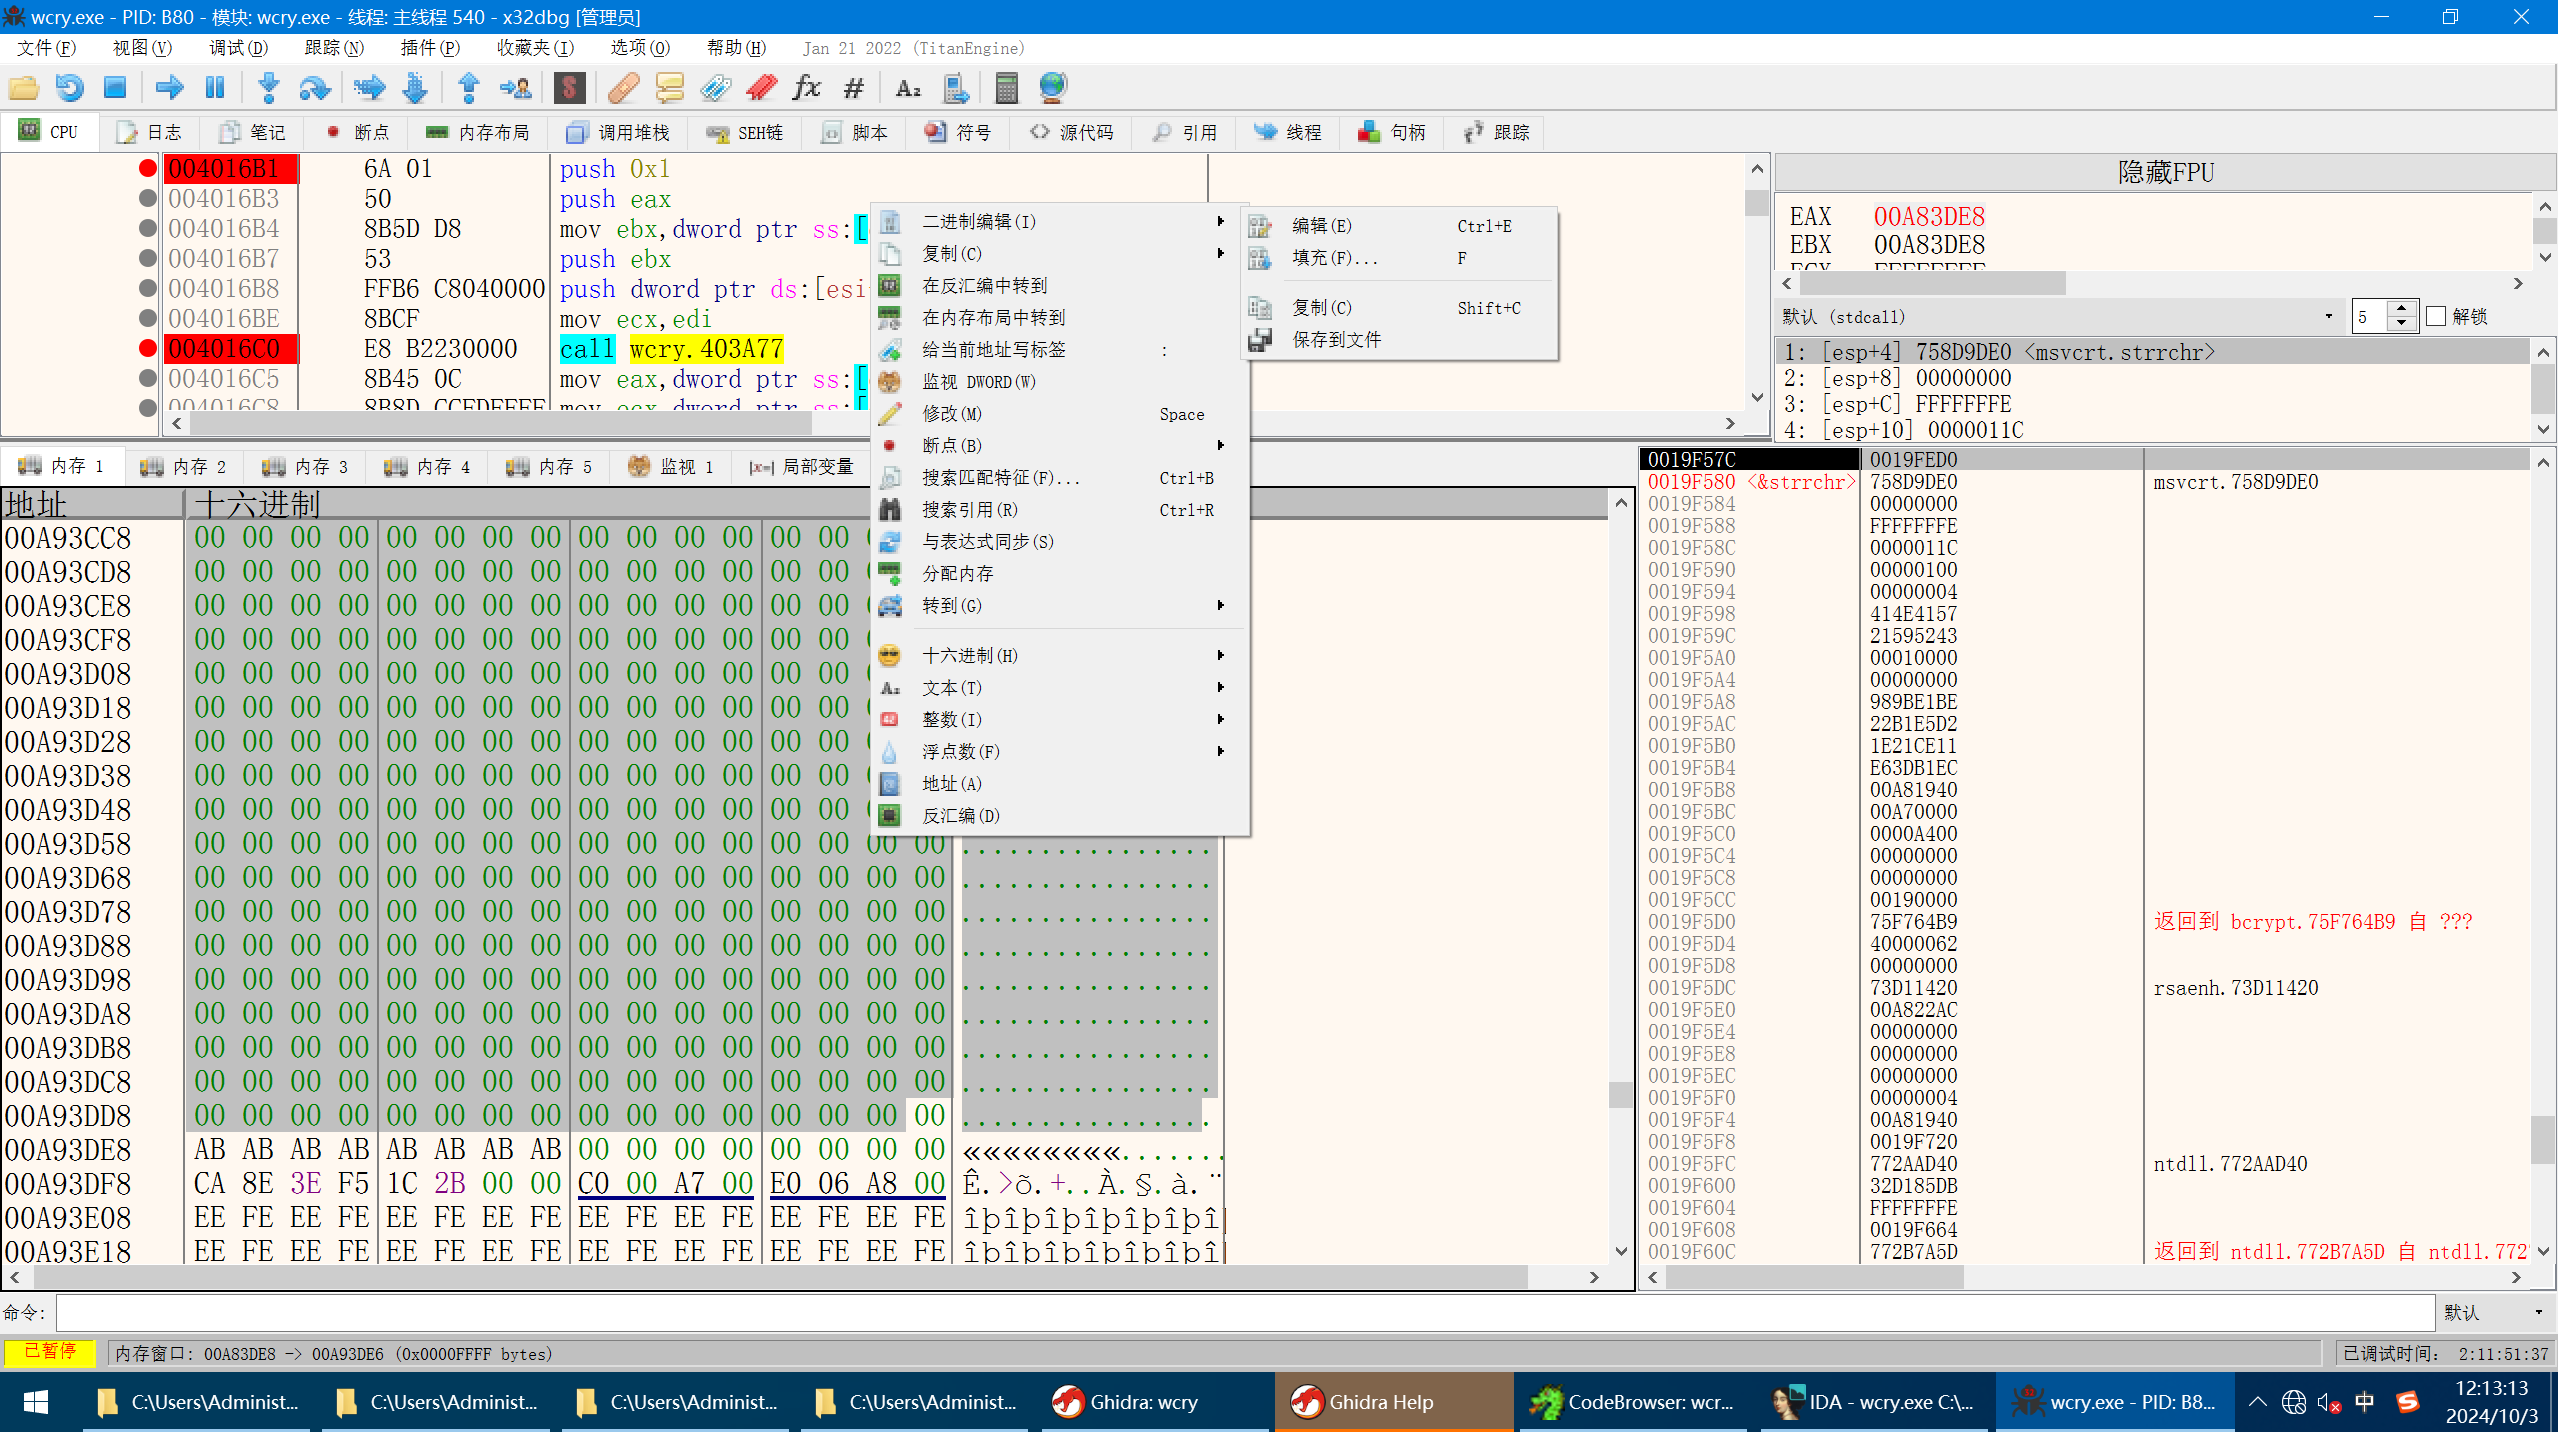 wcry.exe - PID: B80 - 模块: wcry.exe - 线程: 主线程 540 - x32dbg [管理员]
文件(F) 视图(V) 调试(D) 跟踪(N) 插件(P) 收藏夹(I) 选项(O) 帮助(H) Jan 21 2022 (TitanEngine)
CPU 日志 笔记 断点 内存布局 调用堆栈 SEH链 脚本 符号 源代码 引用 线程 句柄 跟踪
004016B1 6A 01 push 0x1
004016B3 50 push eax
004016B4 8B5D D8 mov ebx,dword ptr ss:[
004016B7 53 push ebx
004016B8 FFB6 C8040000 push dword ptr ds:[esi
004016BE 8BCF mov ecx,edi
004016C0 E8 B2230000 call wcry.403A77
004016C5 8B45 0C mov eax,dword ptr ss:[
004016C8 8B8D CCFDFFFF mov ecx,dword ptr ss:[
二进制编辑(I)
复制(C)
在反汇编中转到
在内存布局中转到
给当前地址写标签 :
监视 DWORD(W)
修改(M) Space
断点(B)
搜索匹配特征(F)... Ctrl+B
搜索引用(R) Ctrl+R
与表达式同步(S)
分配内存
转到(G)
十六进制(H)
文本(T)
整数(I)
浮点数(F)
地址(A)
反汇编(D)
编辑(E) Ctrl+E
填充(F)... F
复制(C) Shift+C
保存到文件
隐藏FPU
EAX 00A83DE8
EBX 00A83DE8
默认 (stdcall) 5 解锁
1: [esp+4] 758D9DE0 <msvcrt.strrchr>
2: [esp+8] 00000000
3: [esp+C] FFFFFFFE
4: [esp+10] 0000011C
内存 1 内存 2 内存 3 内存 4 内存 5 监视 1 局部变量
地址 十六进制
00A93CC8 00 00 00 00 00 00 00 00 00 00 00 00 00 00
00A93CD8 00 00 00 00 00 00 00 00 00 00 00 00 00 00
00A93CE8 00 00 00 00 00 00 00 00 00 00 00 00 00 00
00A93CF8 00 00 00 00 00 00 00 00 00 00 00 00 00 00
00A93D08 00 00 00 00 00 00 00 00 00 00 00 00 00 00
00A93D18 00 00 00 00 00 00 00 00 00 00 00 00 00 00
00A93D28 00 00 00 00 00 00 00 00 00 00 00 00 00 00
00A93D38 00 00 00 00 00 00 00 00 00 00 00 00 00 00
00A93D48 00 00 00 00 00 00 00 00 00 00 00 00 00 00
00A93D58 00 00 00 00 00 00 00 00 00 00 00 00 00 00 00 00 ................
00A93D68 00 00 00 00 00 00 00 00 00 00 00 00 00 00 00 00 ................
00A93D78 00 00 00 00 00 00 00 00 00 00 00 00 00 00 00 00 ................
00A93D88 00 00 00 00 00 00 00 00 00 00 00 00 00 00 00 00 ................
00A93D98 00 00 00 00 00 00 00 00 00 00 00 00 00 00 00 00 ................
00A93DA8 00 00 00 00 00 00 00 00 00 00 00 00 00 00 00 00 ................
00A93DB8 00 00 00 00 00 00 00 00 00 00 00 00 00 00 00 00 ................
00A93DC8 00 00 00 00 00 00 00 00 00 00 00 00 00 00 00 00 ................
00A93DD8 00 00 00 00 00 00 00 00 00 00 00 00 00 00 00 00 ................
00A93DE8 AB AB AB AB AB AB AB AB 00 00 00 00 00 00 00 00 ««««««««........
00A93DF8 CA 8E 3E F5 1C 2B 00 00 C0 00 A7 00 E0 06 A8 00 Ê.>õ.+..À.§.à.¨
00A93E08 EE FE EE FE EE FE EE FE EE FE EE FE EE FE EE FE îþîþîþîþîþîþîþî
00A93E18 EE FE EE FE EE FE EE FE EE FE EE FE EE FE EE FE îþîþîþîþîþîþîþî
0019F57C 0019FED0
0019F580 <&strrchr> 758D9DE0 msvcrt.758D9DE0
0019F584 00000000
0019F588 FFFFFFFE
0019F58C 0000011C
0019F590 00000100
0019F594 00000004
0019F598 414E4157
0019F59C 21595243
0019F5A0 00010000
0019F5A4 00000000
0019F5A8 989BE1BE
0019F5AC 22B1E5D2
0019F5B0 1E21CE11
0019F5B4 E63DB1EC
0019F5B8 00A81940
0019F5BC 00A70000
0019F5C0 0000A400
0019F5C4 00000000
0019F5C8 00000000
0019F5CC 00190000
0019F5D0 75F764B9 返回到 bcrypt.75F764B9 自 ???
0019F5D4 40000062
0019F5D8 00000000
0019F5DC 73D11420 rsaenh.73D11420
0019F5E0 00A822AC
0019F5E4 00000000
0019F5E8 00000000
0019F5EC 00000000
0019F5F0 00000004
0019F5F4 00A81940
0019F5F8 0019F720
0019F5FC 772AAD40 ntdll.772AAD40
0019F600 32D185DB
0019F604 FFFFFFFE
0019F608 0019F664
0019F60C 772B7A5D 返回到 ntdll.772B7A5D 自 ntdll.772
命令: 默认
已暂停 内存窗口: 00A83DE8 -> 00A93DE6 (0x0000FFFF bytes) 已调试时间: 2:11:51:37
C:\Users\Administ... C:\Users\Administ... C:\Users\Administ... C:\Users\Administ... Ghidra: wcry Ghidra Help CodeBrowser: wcr... IDA - wcry.exe C:\... wcry.exe - PID: B8... 中 12:13:13
2024/10/3